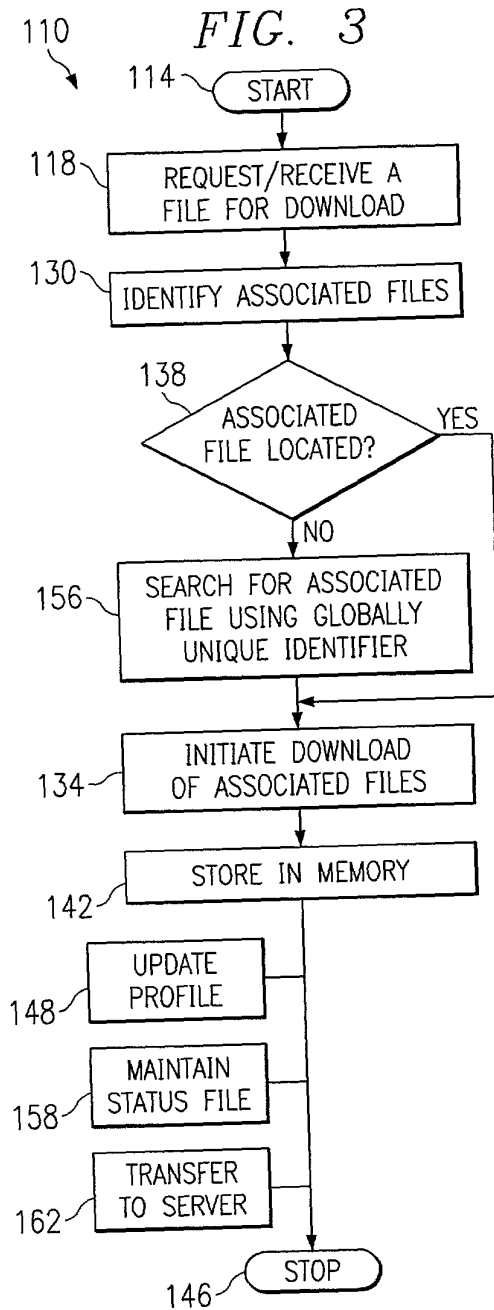 110
FIG. 3
114
START
118
REQUEST/RECEIVE A
FILE FOR DOWNLOAD
130
IDENTIFY ASSOCIATED FILES
138
ASSOCIATED
FILE LOCATED?
YES
NO
156
SEARCH FOR ASSOCIATED
FILE USING GLOBALLY
UNIQUE IDENTIFIER
134
INITIATE DOWNLOAD
OF ASSOCIATED FILES
142
STORE IN MEMORY
148
UPDATE
PROFILE
158
MAINTAIN
STATUS FILE
162
TRANSFER
TO SERVER
146
STOP